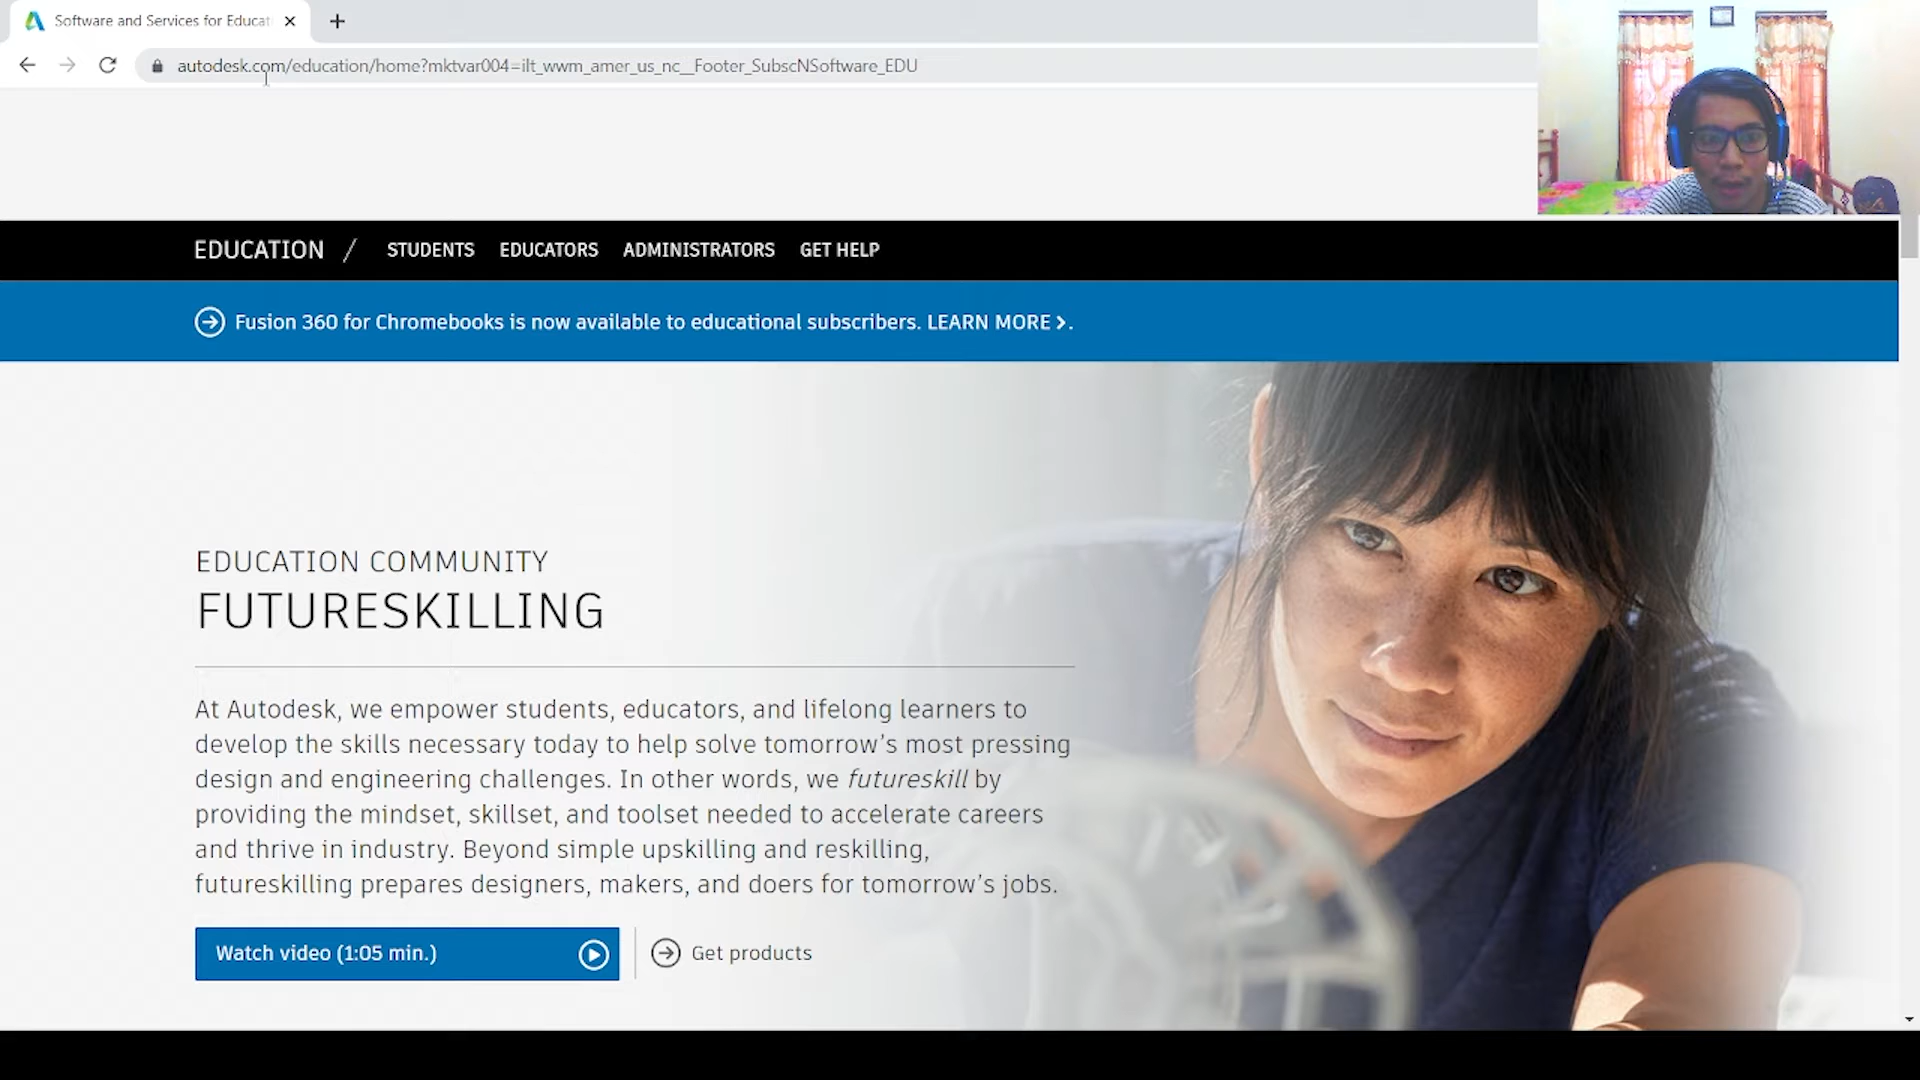 Software and Services for Educat
autodesk.com/education/home?mktvar004=ilt_wwm_amer_us_nc__Footer_SubscNSoftware_EDU
EDUCATION / STUDENTS EDUCATORS ADMINISTRATORS GET HELP
Fusion 360 for Chromebooks is now available to educational subscribers. LEARN MORE >.
EDUCATION COMMUNITY
FUTURESKILLING
At Autodesk, we empower students, educators, and lifelong learners to
develop the skills necessary today to help solve tomorrow's most pressing
design and engineering challenges. In other words, we futureskill by
providing the mindset, skillset, and toolset needed to accelerate careers
and thrive in industry. Beyond simple upskilling and reskilling,
futureskilling prepares designers, makers, and doers for tomorrow's jobs.
Watch video (1:05 min.)
Get products